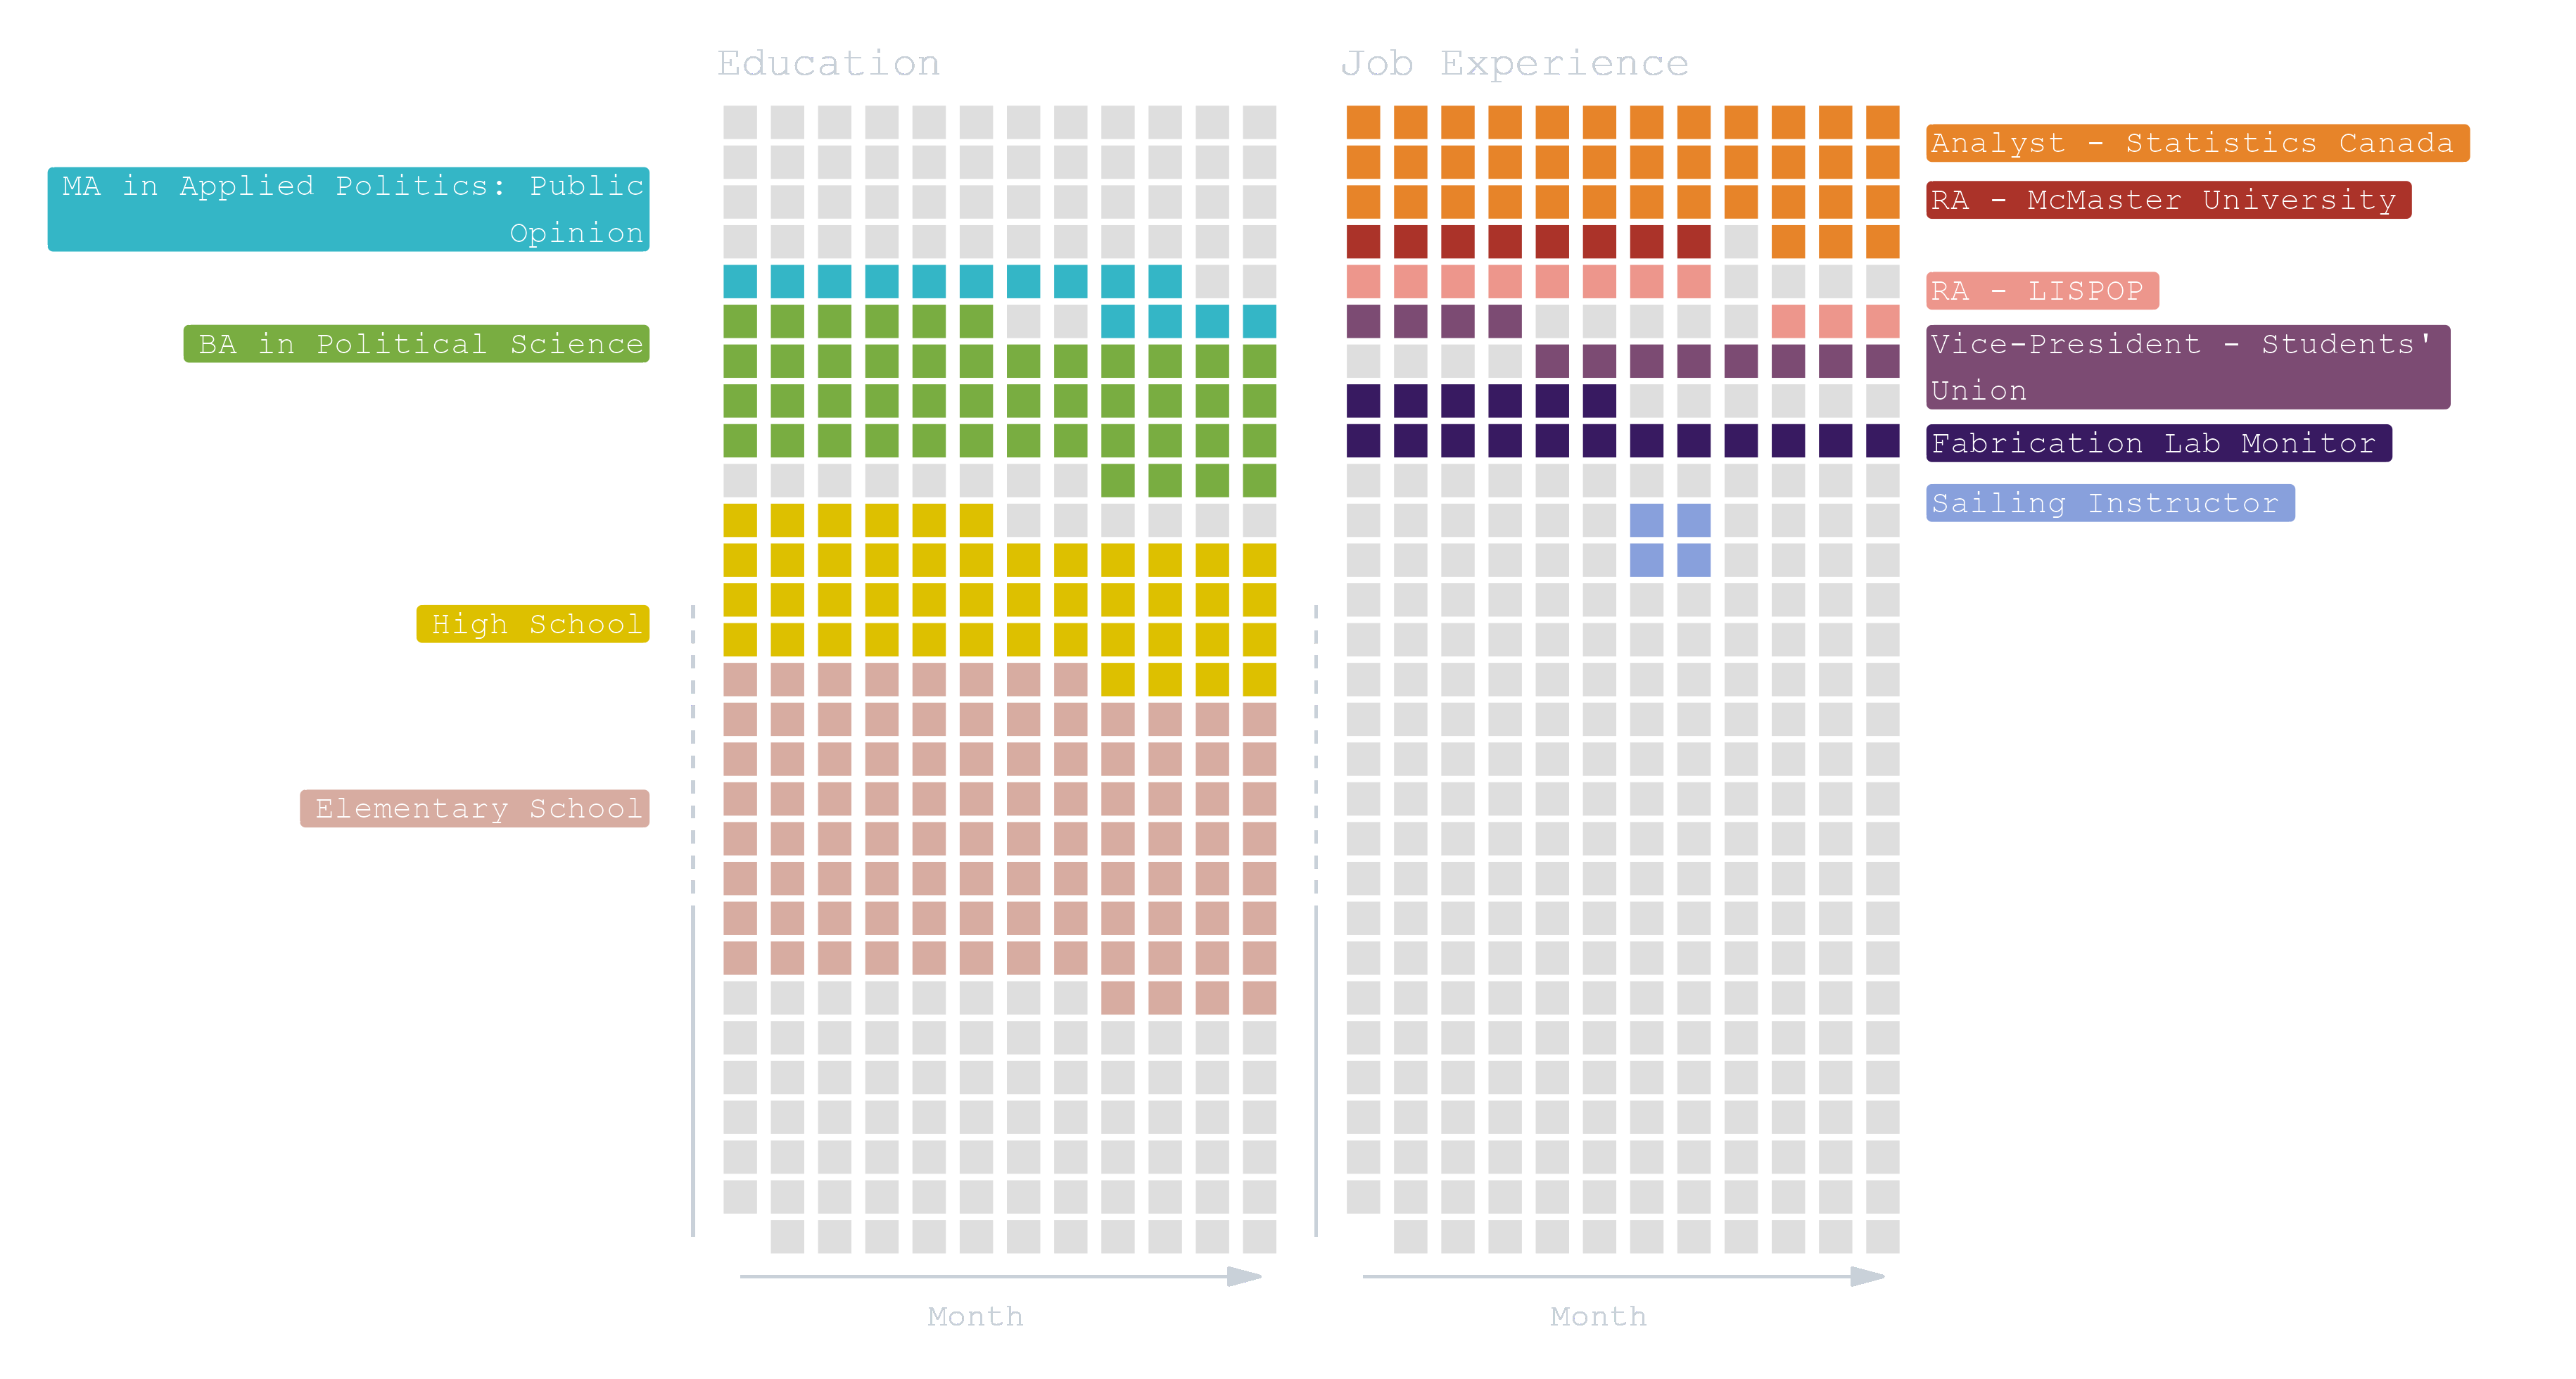 Education
Job Experience
MA in Applied Politics: Public
Opinion
BA in Political Science
High School
Elementary School
Analyst - Statistics Canada
RA - McMaster University
RA - LISPOP
Vice-President - Students'
Union
Fabrication Lab Monitor
Sailing Instructor
Month
Month